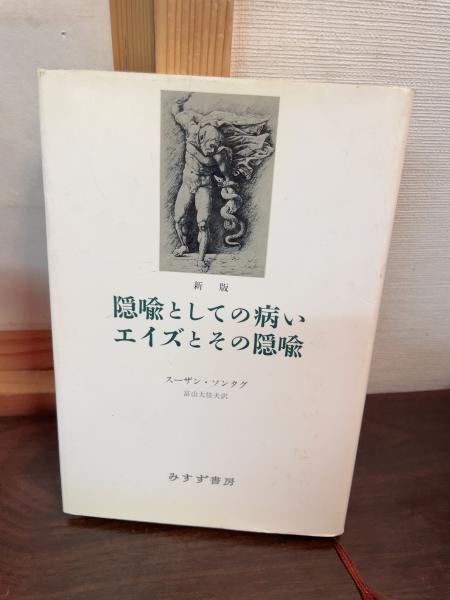 新版
隠喩としての病い
エイズとその隠喩
スーザン・ソンタグ
富山太佳夫訳
みすず書房